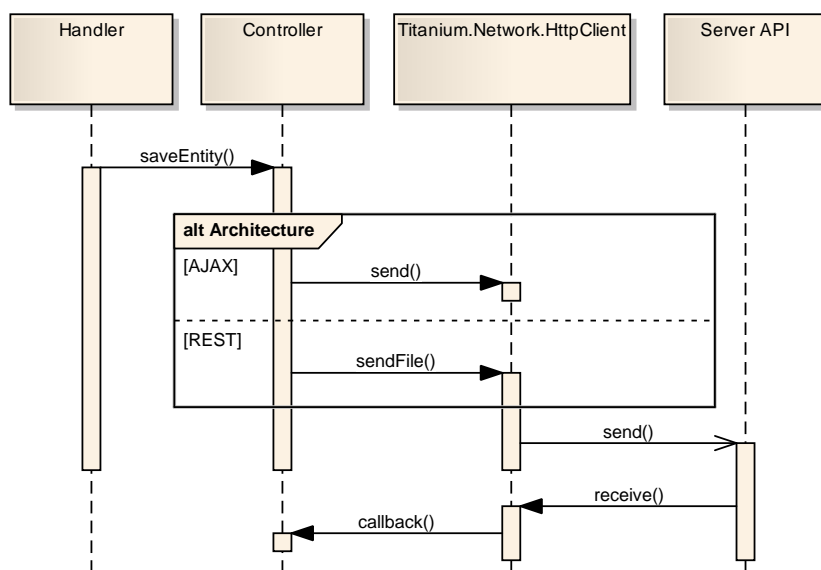 Handler
Controller
Titanium.Network.HttpClient
Server API
saveEntity()
alt Architecture
[AJAX]
send()
[REST]
sendFile()
send()
receive()
callback()